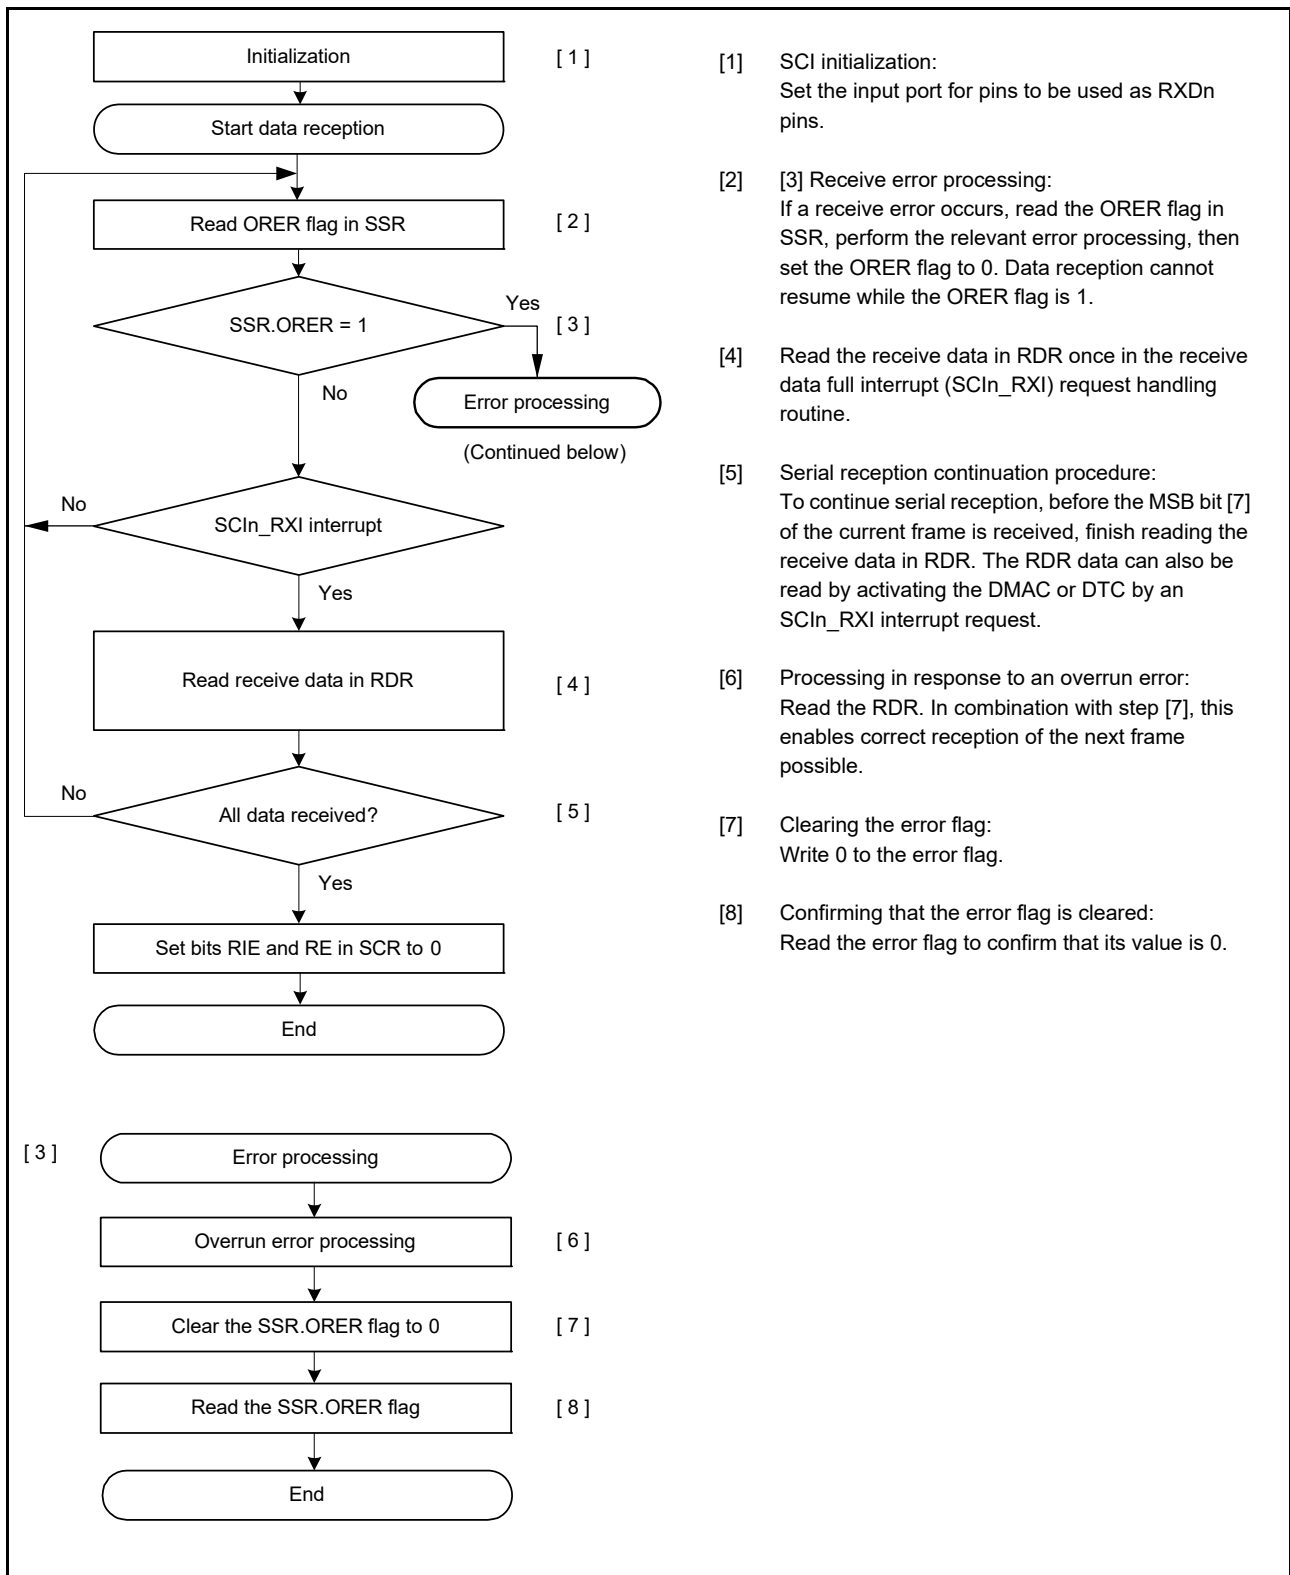 Initialization
[ 1 ]
Start data reception
Read ORER flag in SSR
[ 2 ]
SSR.ORER = 1
Yes
[ 3 ]
No
Error processing
(Continued below)
No
SCIn_RXI interrupt
Yes
Read receive data in RDR
[ 4 ]
No
All data received?
[ 5 ]
Yes
Set bits RIE and RE in SCR to 0
End
[ 3 ]
Error processing
Overrun error processing
[ 6 ]
Clear the SSR.ORER flag to 0
[ 7 ]
Read the SSR.ORER flag
[ 8 ]
End
[1] SCI initialization:
Set the input port for pins to be used as RXDn
pins.
[2] [3] Receive error processing:
If a receive error occurs, read the ORER flag in
SSR, perform the relevant error processing, then
set the ORER flag to 0. Data reception cannot
resume while the ORER flag is 1.
[4] Read the receive data in RDR once in the receive
data full interrupt (SCIn_RXI) request handling
routine.
[5] Serial reception continuation procedure:
To continue serial reception, before the MSB bit [7]
of the current frame is received, finish reading the
receive data in RDR. The RDR data can also be
read by activating the DMAC or DTC by an
SCIn_RXI interrupt request.
[6] Processing in response to an overrun error:
Read the RDR. In combination with step [7], this
enables correct reception of the next frame
possible.
[7] Clearing the error flag:
Write 0 to the error flag.
[8] Confirming that the error flag is cleared:
Read the error flag to confirm that its value is 0.